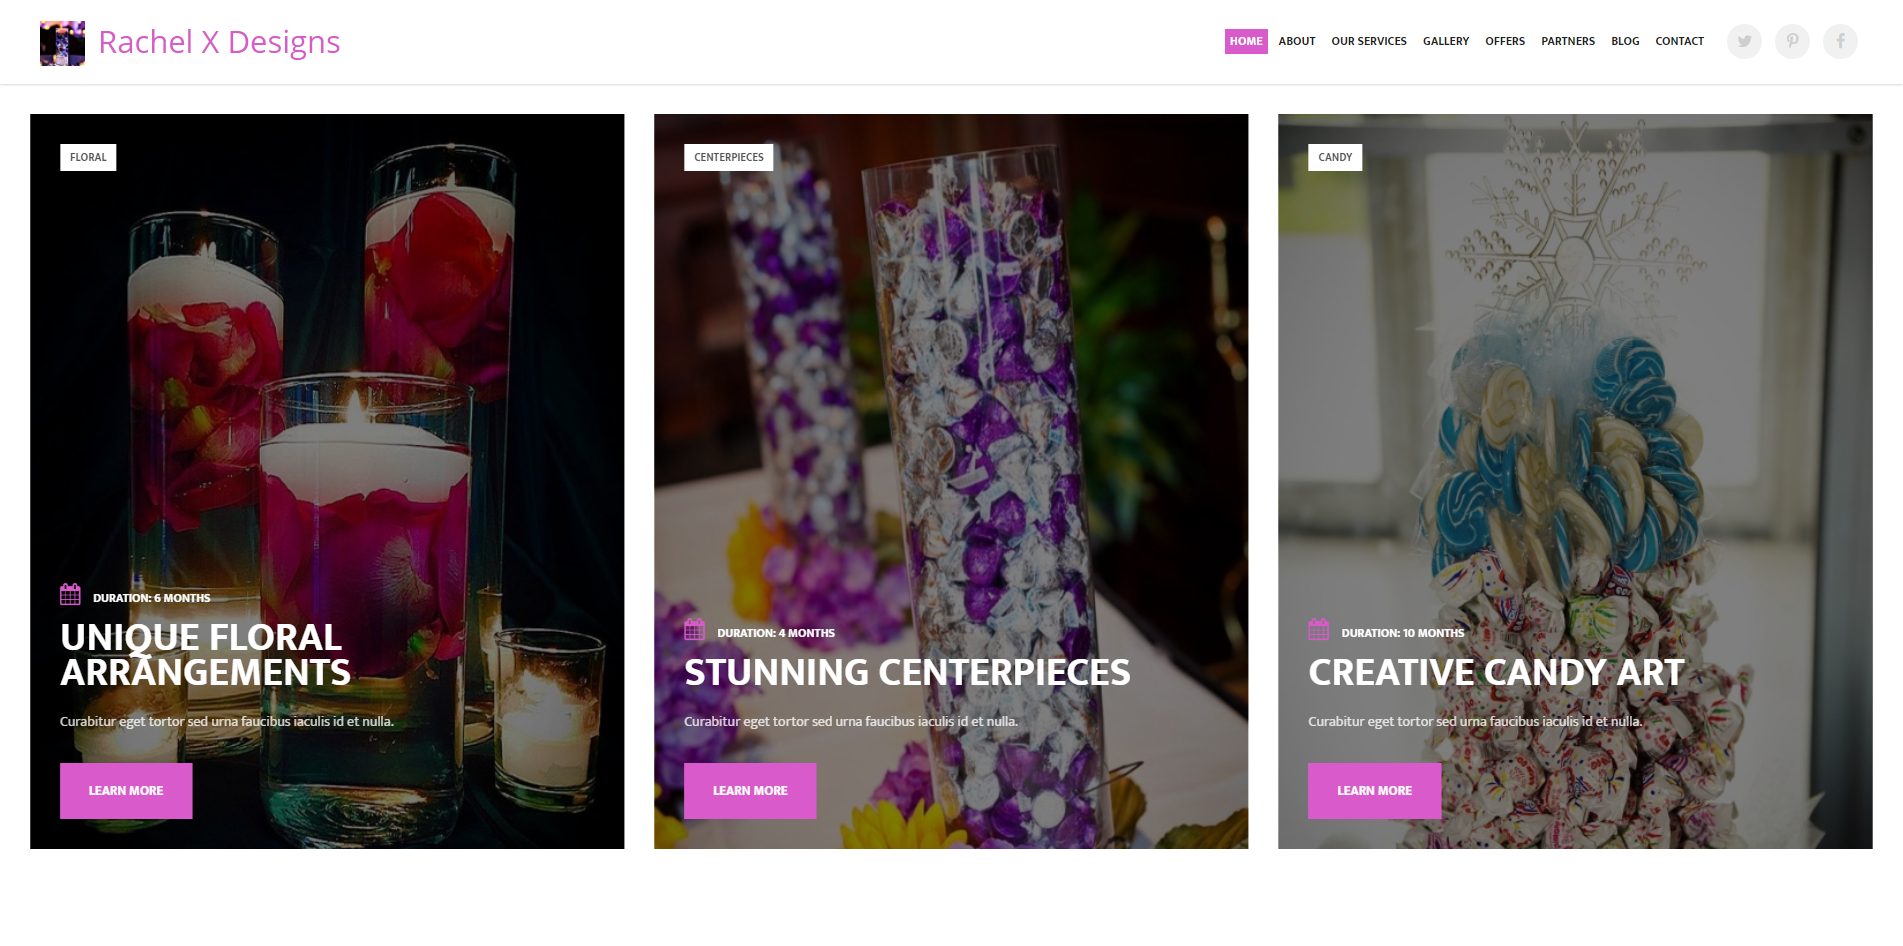 Rachel X Designs
HOME ABOUT OUR SERVICES GALLERY OFFERS PARTNERS BLOG CONTACT
FLORAL
DURATION: 6 MONTHS
UNIQUE FLORAL
ARRANGEMENTS
Curabitur eget tortor sed urna faucibus iaculis id et nulla.
LEARN MORE
CENTERPIECES
DURATION: 4 MONTHS
STUNNING CENTERPIECES
Curabitur eget tortor sed urna faucibus iaculis id et nulla.
LEARN MORE
CANDY
DURATION: 10 MONTHS
CREATIVE CANDY ART
Curabitur eget tortor sed urna faucibus iaculis id et nulla.
LEARN MORE